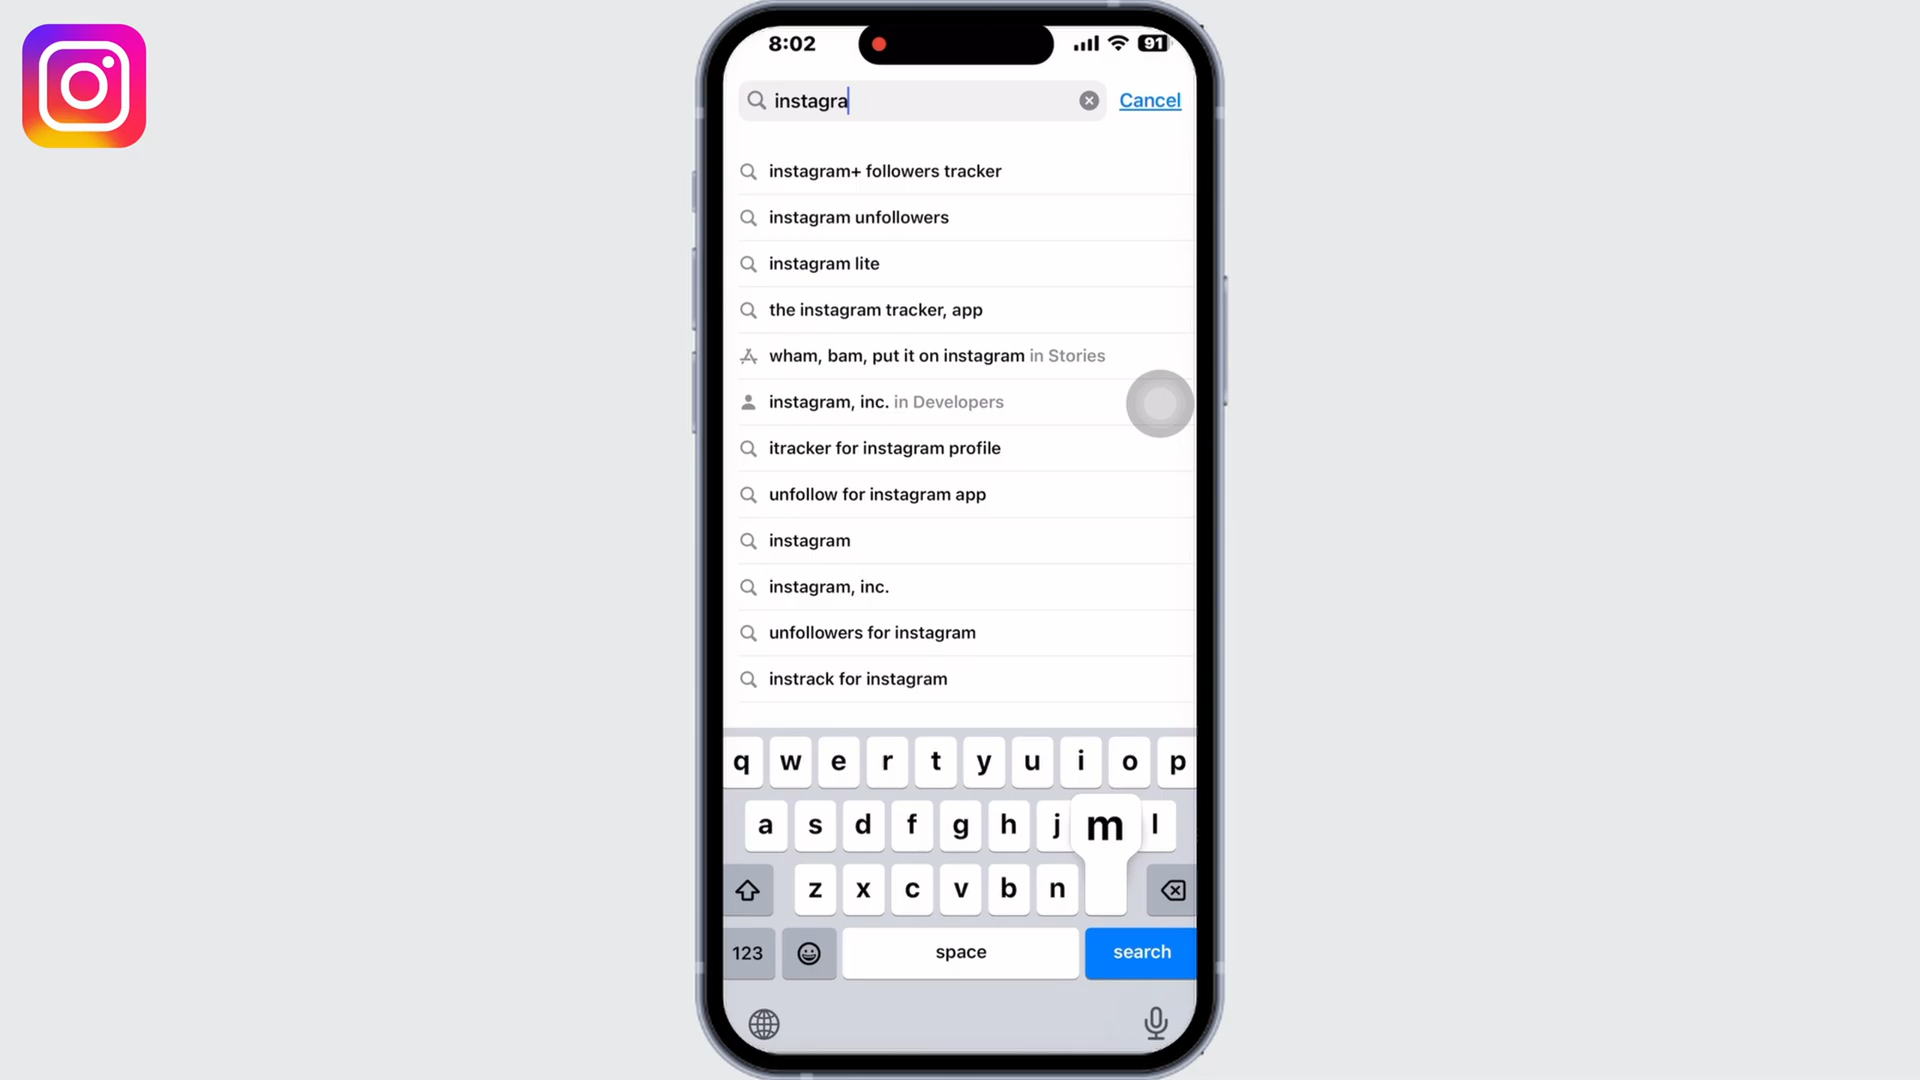 8:02
91
instagra
Cancel
instagram+ followers tracker
instagram unfollowers
instagram lite
the instagram tracker, app
wham, bam, put it on instagram in Stories
instagram, inc. in Developers
itracker for instagram profile
unfollow for instagram app
instagram
instagram, inc.
unfollowers for instagram
instrack for instagram
q w e r t y u i o p
a s d f g h j m l
z x c v b n
123 space search